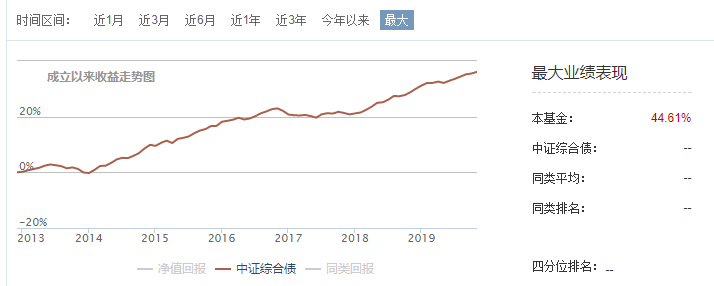 时间区间： 近1月 近3月 近6月 近1年 近3年 今年以来 最大
成立以来收益走势图
20%
0%
-20%
2013 2014 2015 2016 2017 2018 2019
净值回报 中证综合债 同类回报
最大业绩表现
本基金： 44.61%
中证综合债： --
同类平均： --
同类排名： --
四分位排名： --